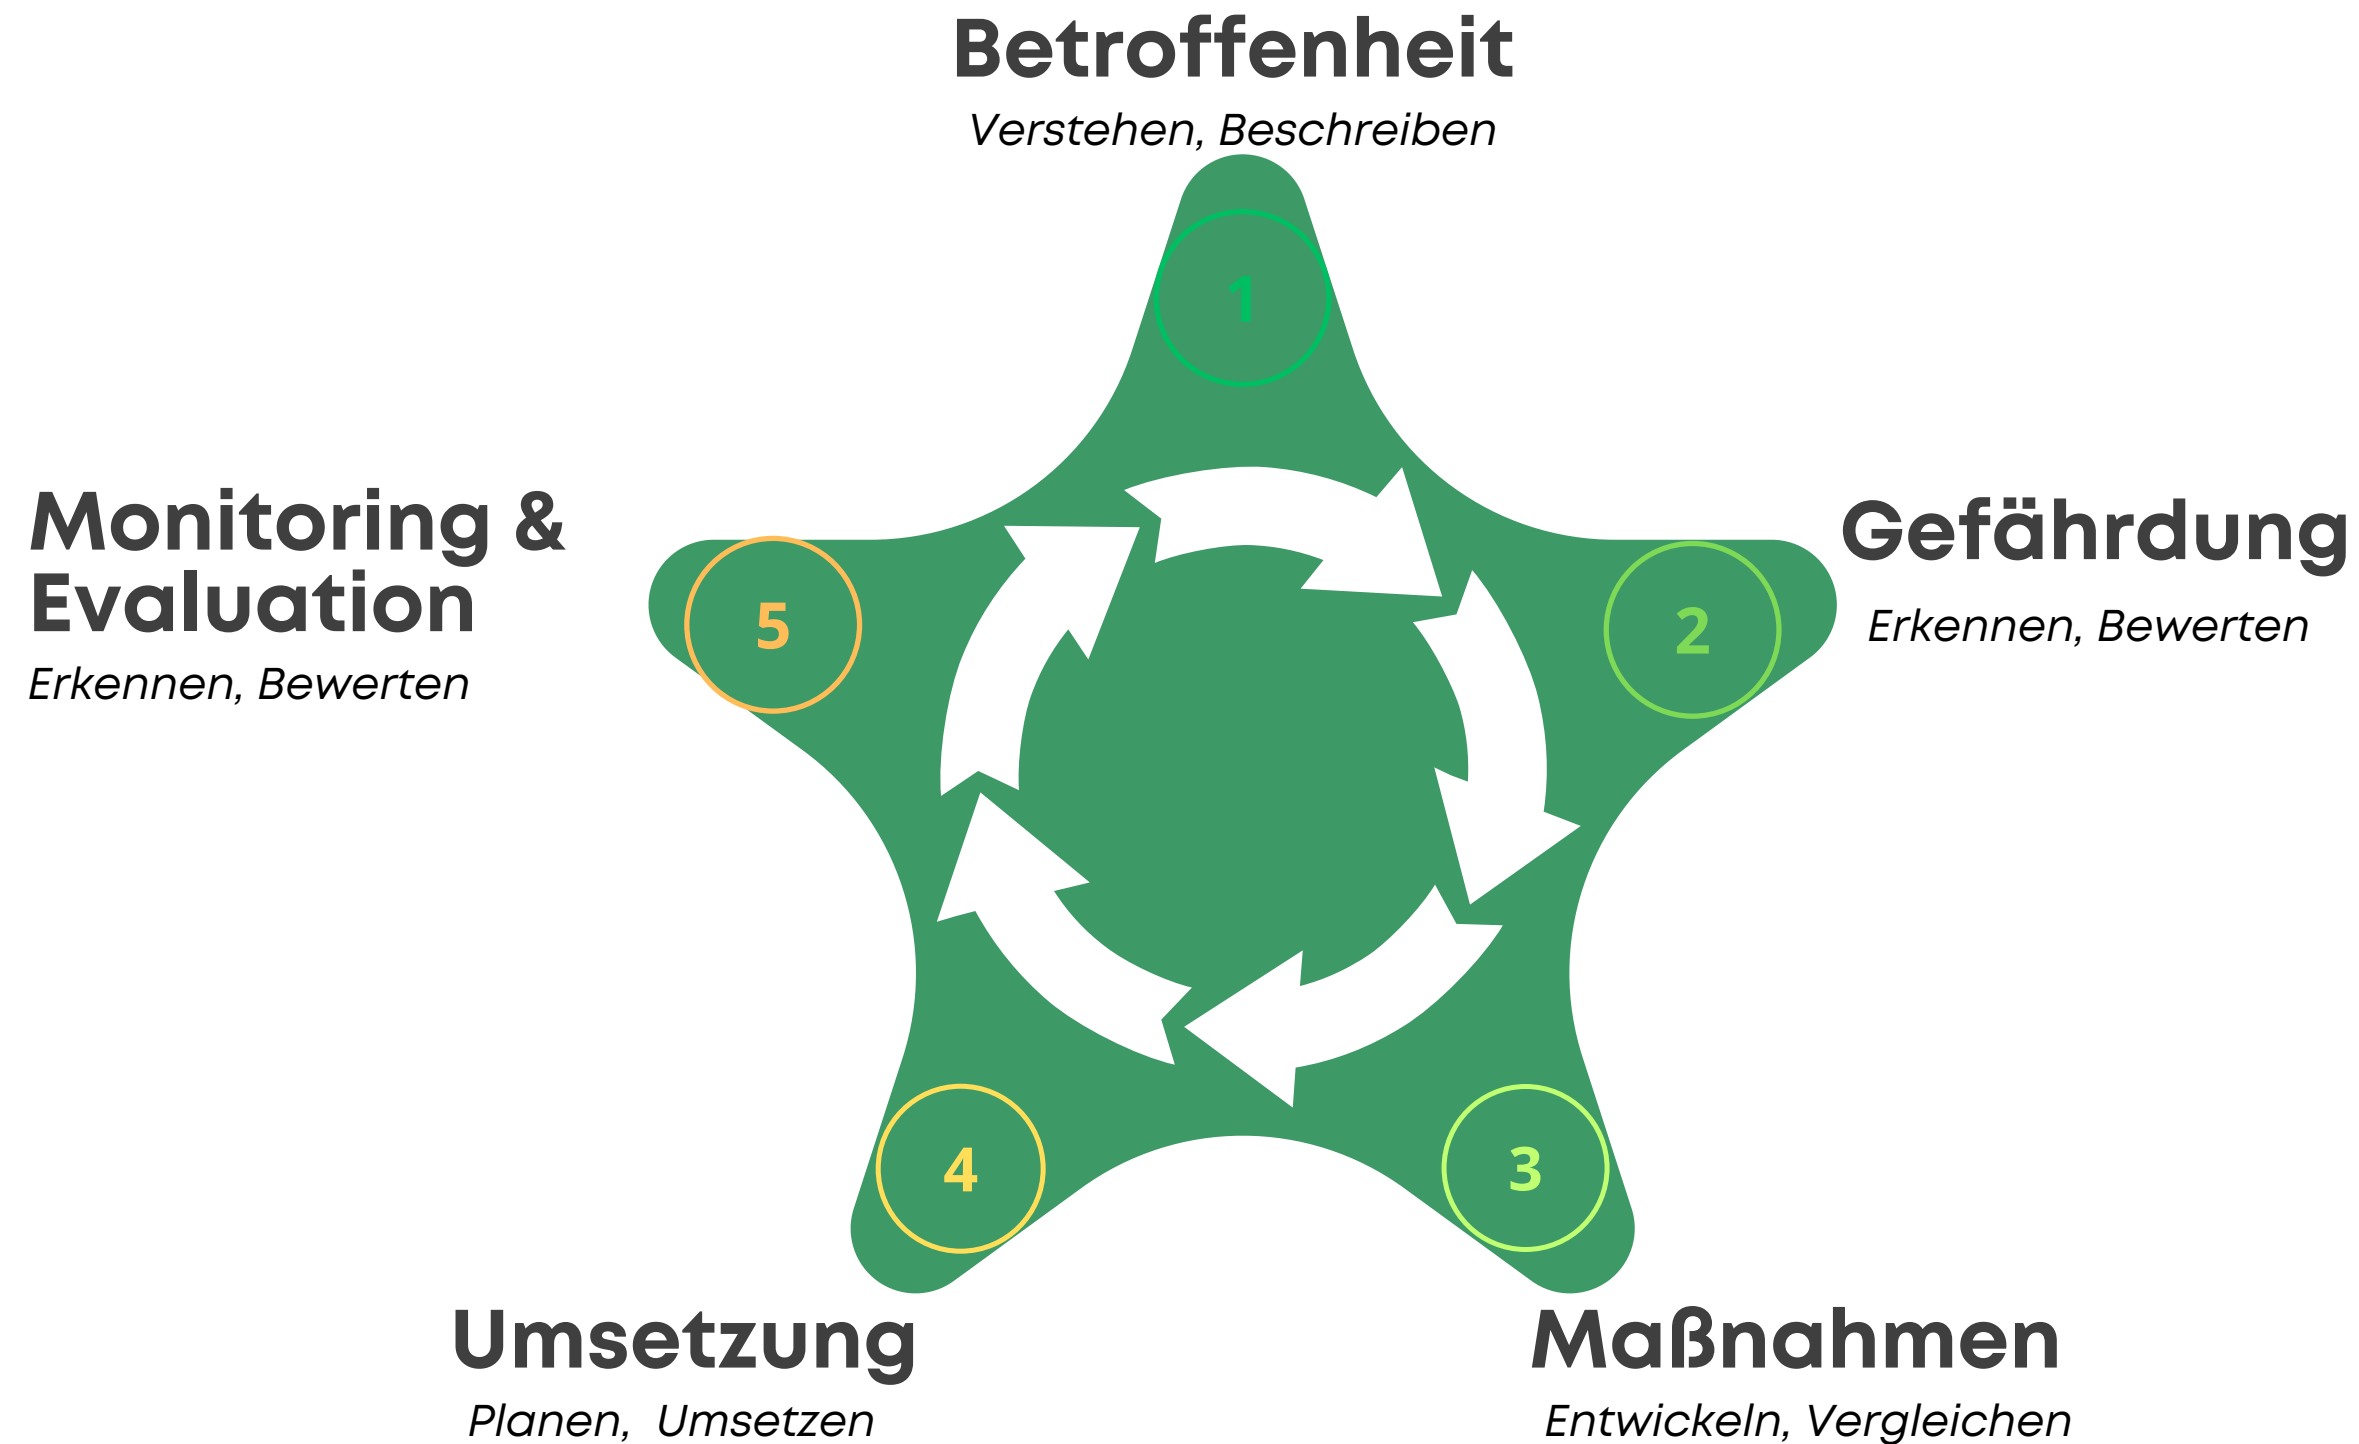 Betroffenheit
Verstehen, Beschreiben
1
Gefährdung
Erkennen, Bewerten
2
Maßnahmen
Entwickeln, Vergleichen
3
Umsetzung
Planen, Umsetzen
4
Monitoring &
Evaluation
Erkennen, Bewerten
5